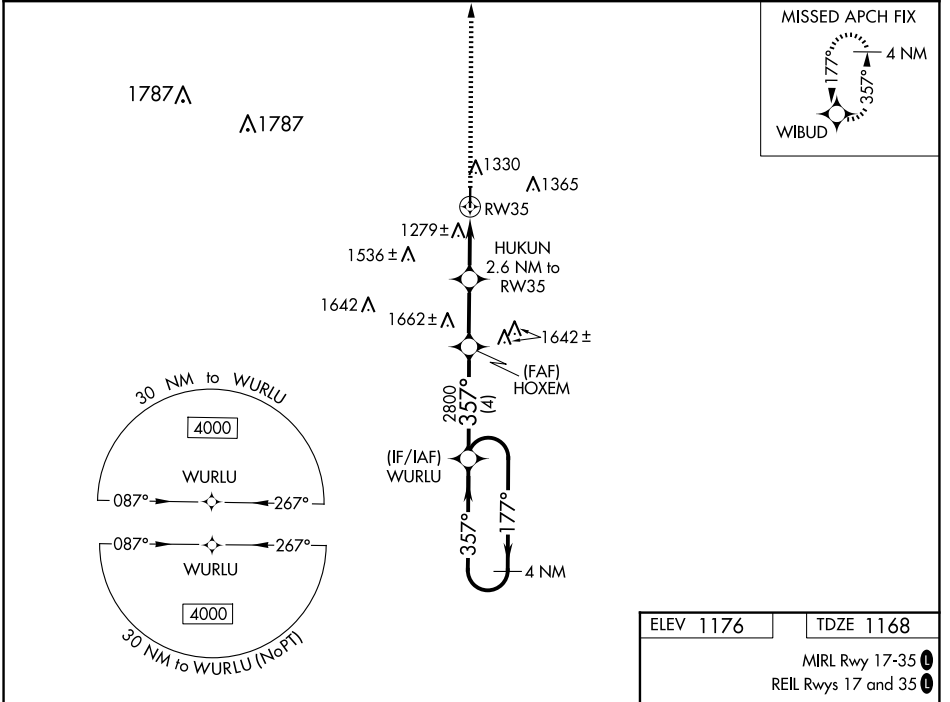 MISSED APCH FIX
4 NM
177°
357°
WIBUD
1787
1787
1330
1365
RW35
1279±
1536±
HUKUN
2.6 NM to
RW35
1642
1662±
1642±
(FAF)
HOXEM
2800
357°
(4)
(IF/IAF)
WURLU
357°
177°
4 NM
30 NM to WURLU
4000
WURLU
087°
267°
087°
267°
WURLU
4000
30 NM to WURLU (NoPT)
ELEV 1176
TDZE 1168
MIRL Rwy 17-35 L
REIL Rwys 17 and 35 L